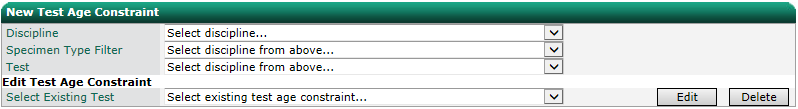 New Test Age Constraint
Discipline Select discipline...
Specimen Type Filter Select discipline from above...
Test Select discipline from above...
Edit Test Age Constraint
Select Existing Test Select existing test age constraint... Edit Delete